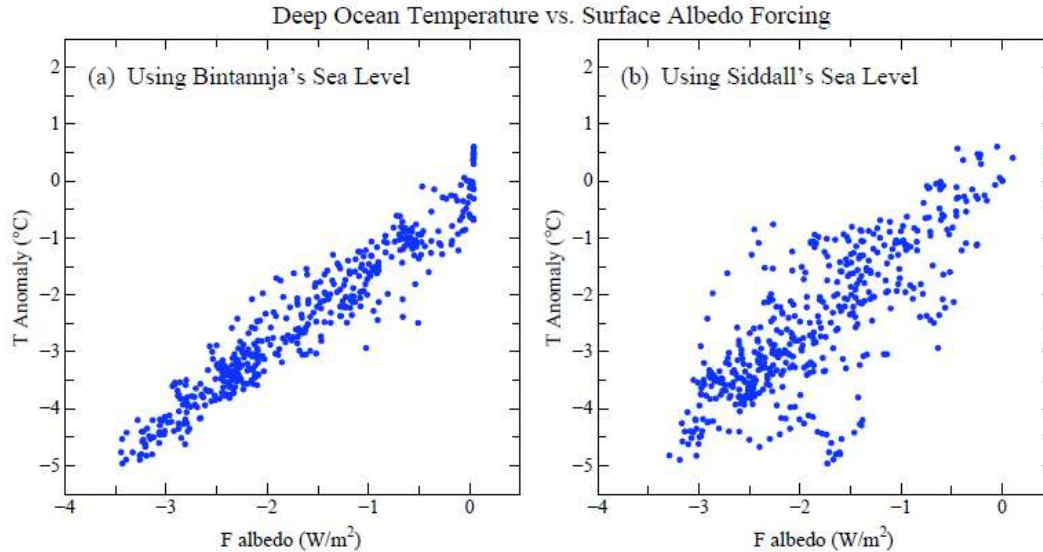 Deep Ocean Temperature vs. Surface Albedo Forcing
(a) Using Bintannja's Sea Level
2
1
0
−1
−2
−3
−4
−5
T Anomaly (°C)
−4 −3 −2 −1 0
F albedo (W/m²)
(b) Using Siddall's Sea Level
2
1
0
−1
−2
−3
−4
−5
T Anomaly (°C)
−4 −3 −2 −1 0
F albedo (W/m²)